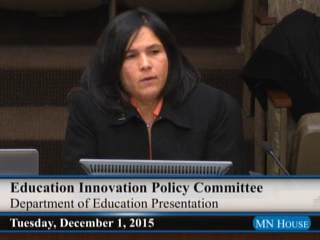 Education Innovation Policy Committee
Department of Education Presentation
Tuesday, December 1, 2015
MN HOUSE